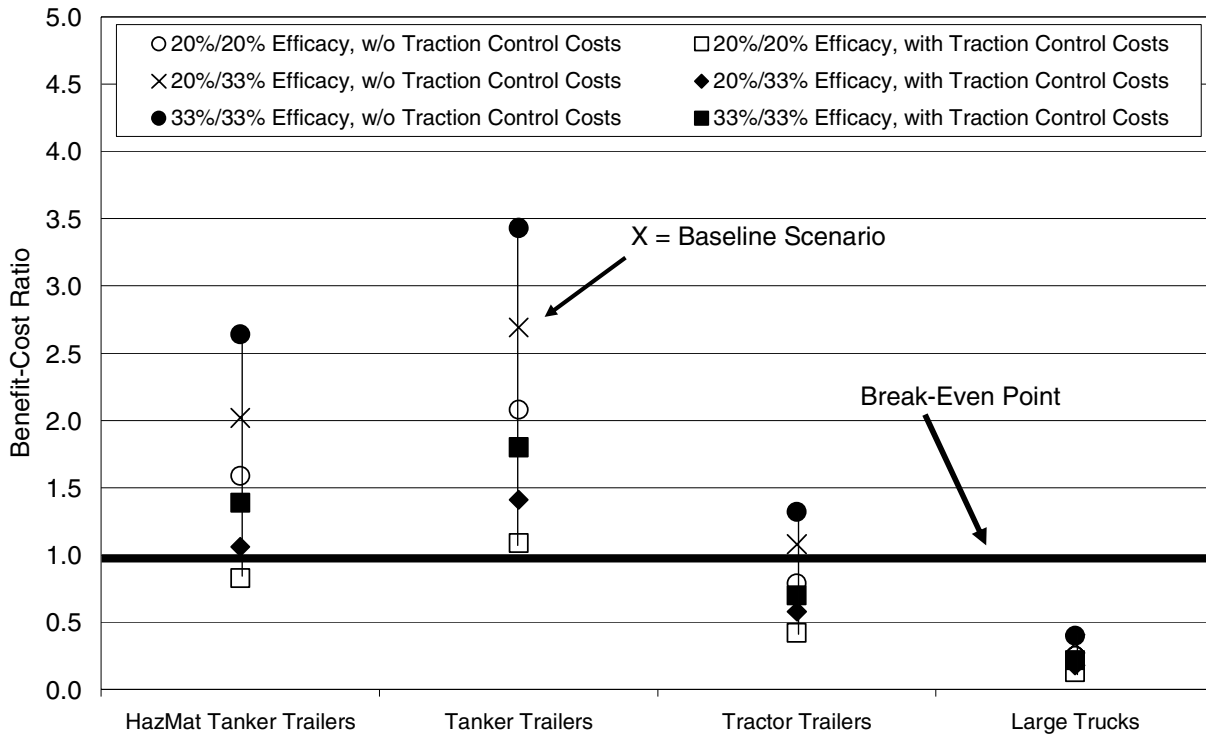 5.0
○ 20%/20% Efficacy, w/o Traction Control Costs □ 20%/20% Efficacy, with Traction Control Costs
× 20%/33% Efficacy, w/o Traction Control Costs ◆ 20%/33% Efficacy, with Traction Control Costs
● 33%/33% Efficacy, w/o Traction Control Costs ■ 33%/33% Efficacy, with Traction Control Costs
4.5
4.0
3.5
X = Baseline Scenario
3.0
Benefit-Cost Ratio
2.5
Break-Even Point
2.0
1.5
1.0
0.5
0.0
HazMat Tanker Trailers Tanker Trailers Tractor Trailers Large Trucks